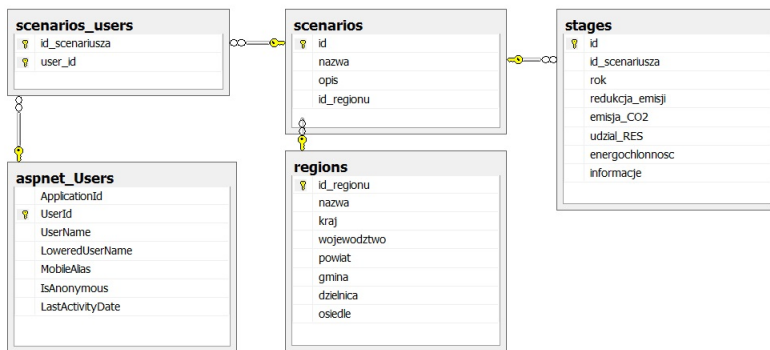 scenarios_users
id_scenariusza
user_id
scenarios
id
nazwa
opis
id_regionu
stages
id
id_scenariusza
rok
redukcja_emisji
emisja_CO2
udzial_RES
energochlonnosc
informacje
aspnet_Users
ApplicationId
UserId
UserName
LoweredUserName
MobileAlias
IsAnonymous
LastActivityDate
regions
id_regionu
nazwa
kraj
wojewodztwo
powiat
gmina
dzielnica
osiedle